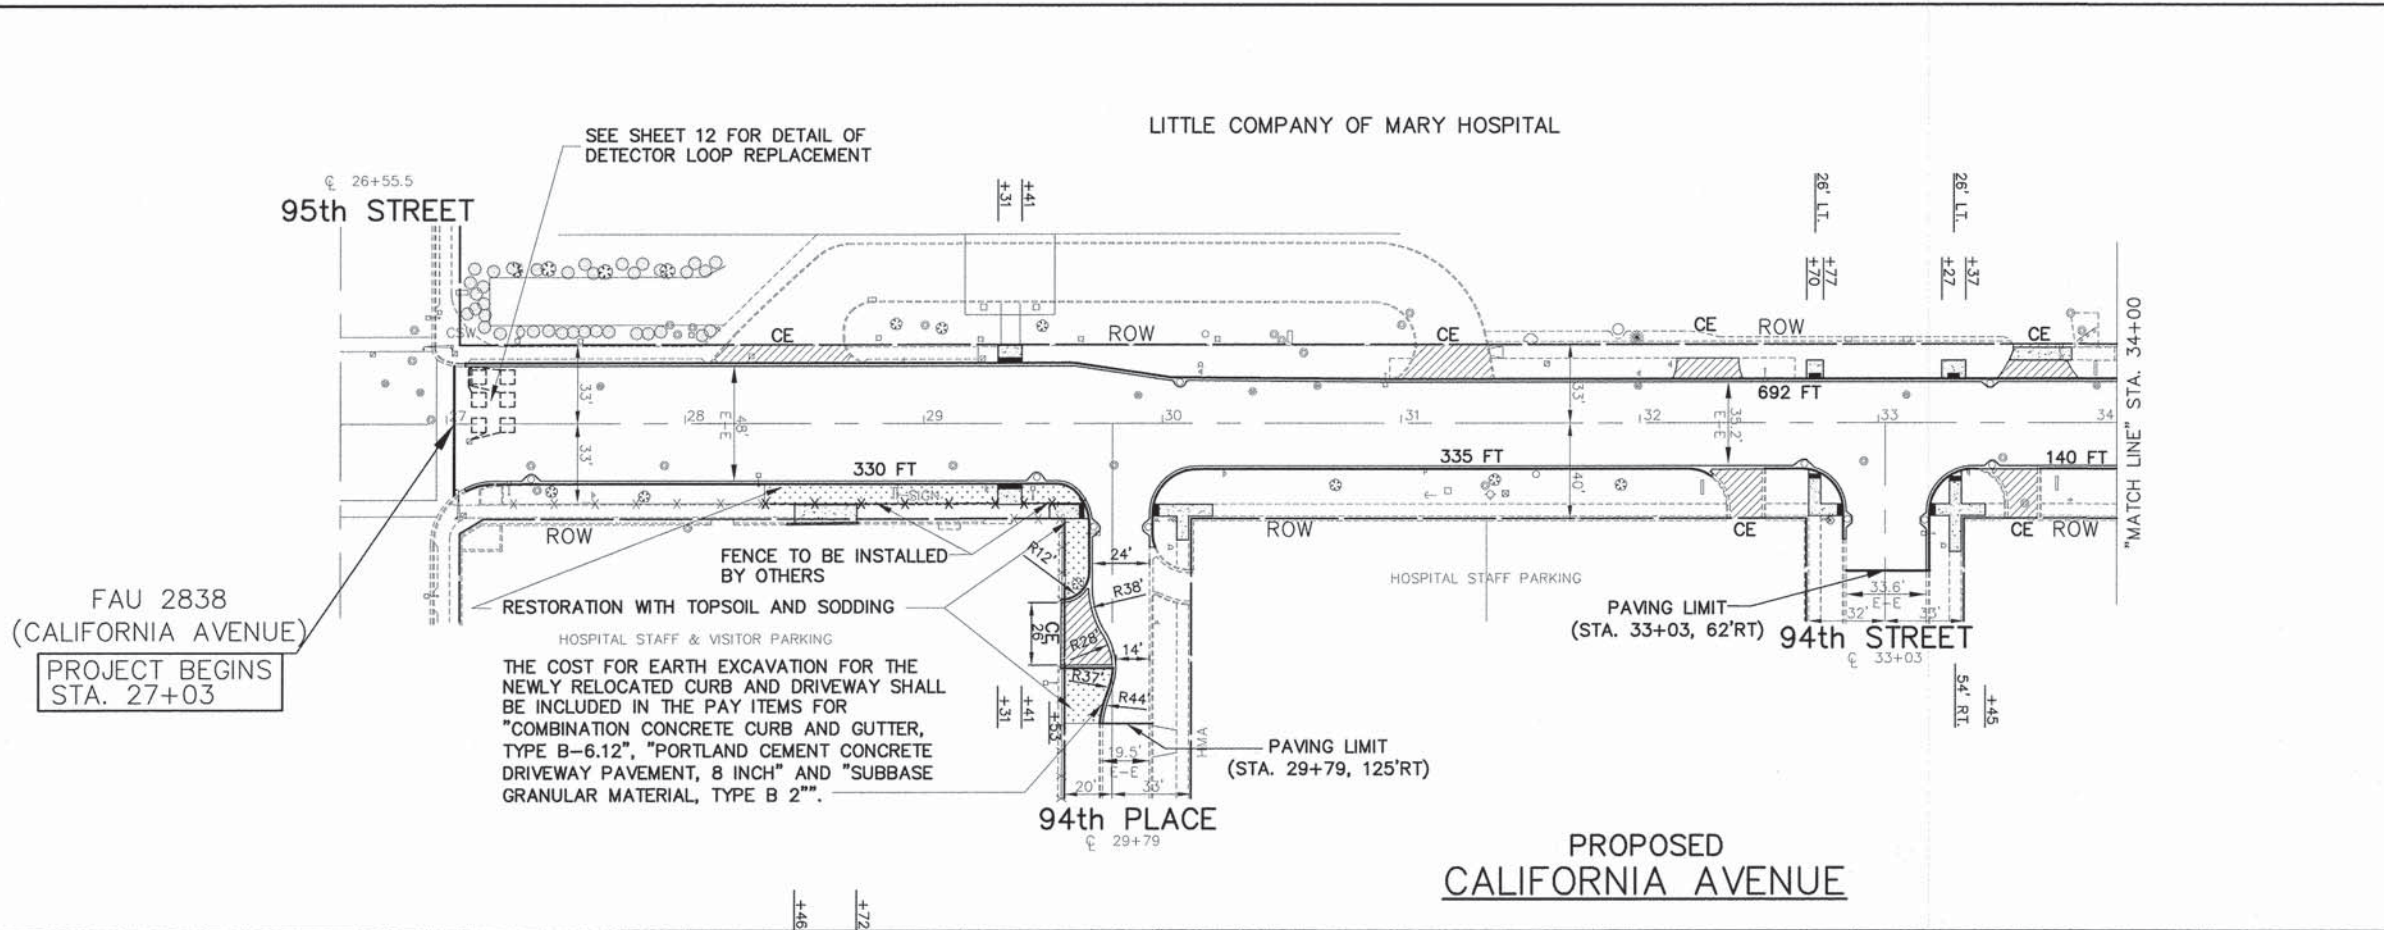 LITTLE COMPANY OF MARY HOSPITAL
SEE SHEET 12 FOR DETAIL OF
DETECTOR LOOP REPLACEMENT
℄ 26+55.5
95th STREET
+31
+41
26' LT.
26' LT.
+70
+77
+27
+37
CSW
CE
ROW
CE
CE
ROW
CE
"MATCH LINE" STA. 34+00
33'
33'
48'
E-E
33'
40'
35.2'
E-E
692 FT
27
28
29
30
31
32
33
34
330 FT
335 FT
140 FT
SIGN
ROW
ROW
CE
CE
ROW
FENCE TO BE INSTALLED
BY OTHERS
R12'
24'
R38'
HOSPITAL STAFF PARKING
FAU 2838
(CALIFORNIA AVENUE)
PROJECT BEGINS
STA. 27+03
RESTORATION WITH TOPSOIL AND SODDING
HOSPITAL STAFF & VISITOR PARKING
CE
26'
R28'
14'
R37'
R44'
PAVING LIMIT
(STA. 33+03, 62'RT)
33.6'
E-E
32'
33'
94th STREET
℄ 33+03
THE COST FOR EARTH EXCAVATION FOR THE
NEWLY RELOCATED CURB AND DRIVEWAY SHALL
BE INCLUDED IN THE PAY ITEMS FOR
"COMBINATION CONCRETE CURB AND GUTTER,
TYPE B-6.12", "PORTLAND CEMENT CONCRETE
DRIVEWAY PAVEMENT, 8 INCH" AND "SUBBASE
GRANULAR MATERIAL, TYPE B 2"".
+31
+41
+53
HMA
54' RT.
+45
19.5'
E-E
20'
33'
PAVING LIMIT
(STA. 29+79, 125'RT)
94th PLACE
℄ 29+79
PROPOSED
CALIFORNIA AVENUE
+46
+72